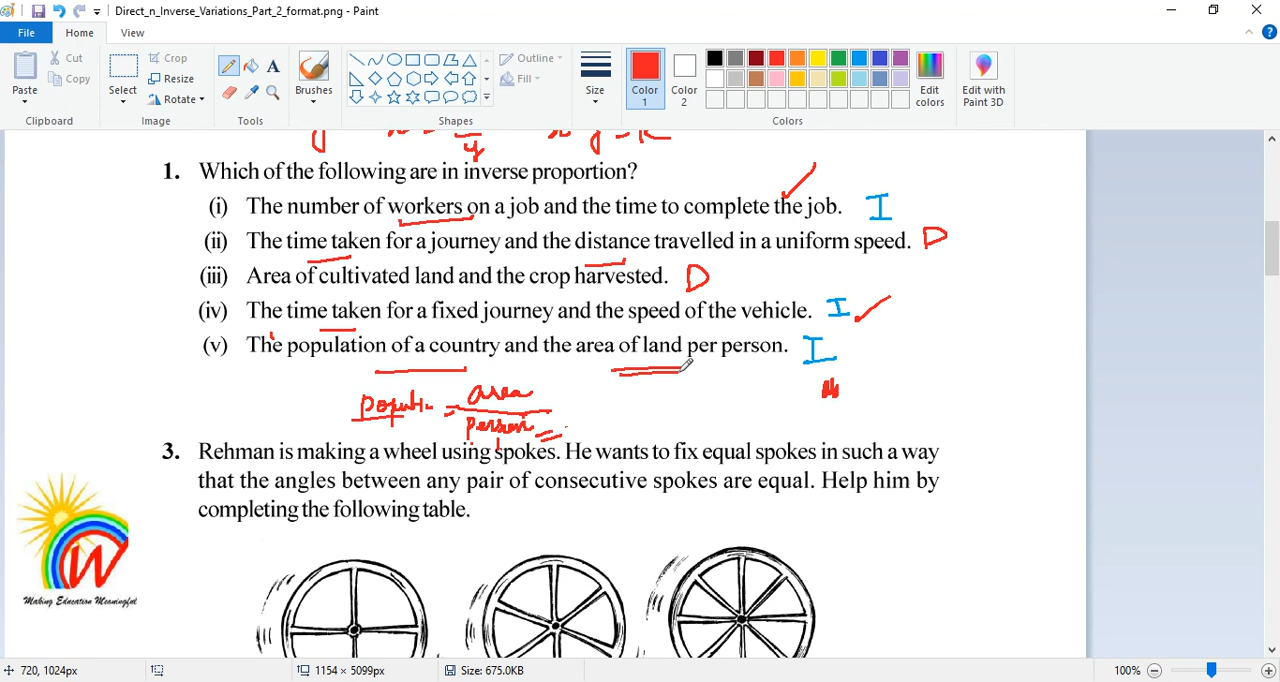 Direct_n_Inverse_Variations_Part_2_format.png - Paint
File Home View
Paste Cut Copy Clipboard
Select Crop Resize Rotate Image
Tools
Brushes
Outline Fill Shapes
Size
Color 1 Color 2 Edit colors Colors
Edit with Paint 3D
y x y = k
1. Which of the following are in inverse proportion?
(i) The number of workers on a job and the time to complete the job. I
(ii) The time taken for a journey and the distance travelled in a uniform speed. D
(iii) Area of cultivated land and the crop harvested. D
(iv) The time taken for a fixed journey and the speed of the vehicle. I
(v) The population of a country and the area of land per person. I
area
person
3. Rehman is making a wheel using spokes. He wants to fix equal spokes in such a way
that the angles between any pair of consecutive spokes are equal. Help him by
completing the following table.
W
Making Education Meaningful
720, 1024px 1154 × 5099px Size: 675.0KB 100%